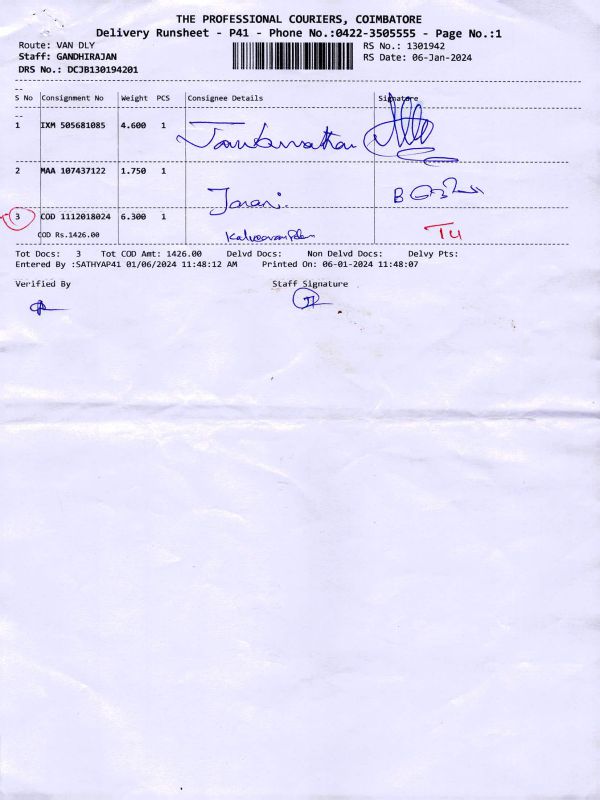 THE PROFESSIONAL COURIERS, COIMBATORE
Delivery Runsheet - P41 - Phone No.:0422-3505555 - Page No.:1
Route: VAN DLY RS No.: 1301942
Staff: GANDHIRAJAN RS Date: 06-Jan-2024
DRS No.: DCJB130194201
S No Consignment No Weight PCS Consignee Details Signature
1 IXM 505681085 4.600 1
2 MAA 107437122 1.750 1
Janani.
3 COD 1112018024 6.300 1
COD Rs.1426.00
Tot Docs: 3 Tot COD Amt: 1426.00 Delvd Docs: Non Delvd Docs: Delvy Pts:
Entered By :SATHYAP41 01/06/2024 11:48:12 AM Printed On: 06-01-2024 11:48:07
Verified By Staff Signature